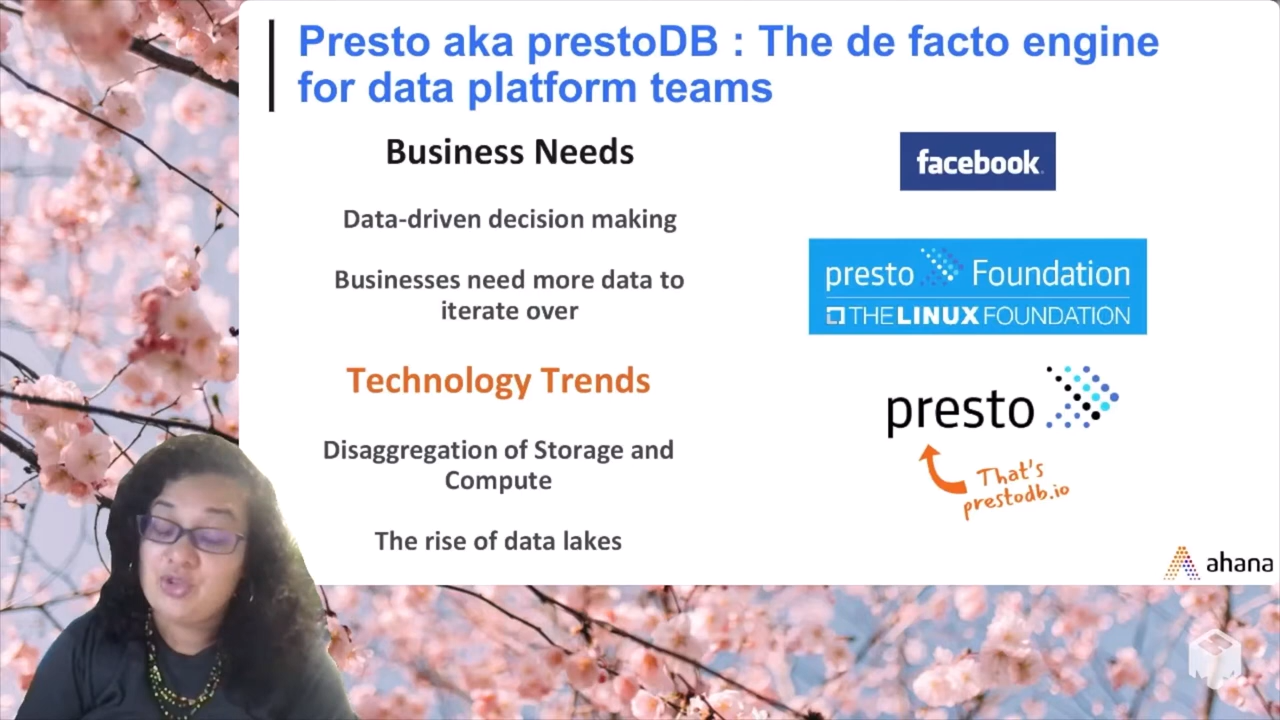 Presto aka prestoDB : The de facto engine
for data platform teams
Business Needs
Data-driven decision making
Businesses need more data to
iterate over
Technology Trends
Disaggregation of Storage and
Compute
The rise of data lakes
facebook
presto Foundation
THE LINUX FOUNDATION
presto
That's
prestodb.io
ahana